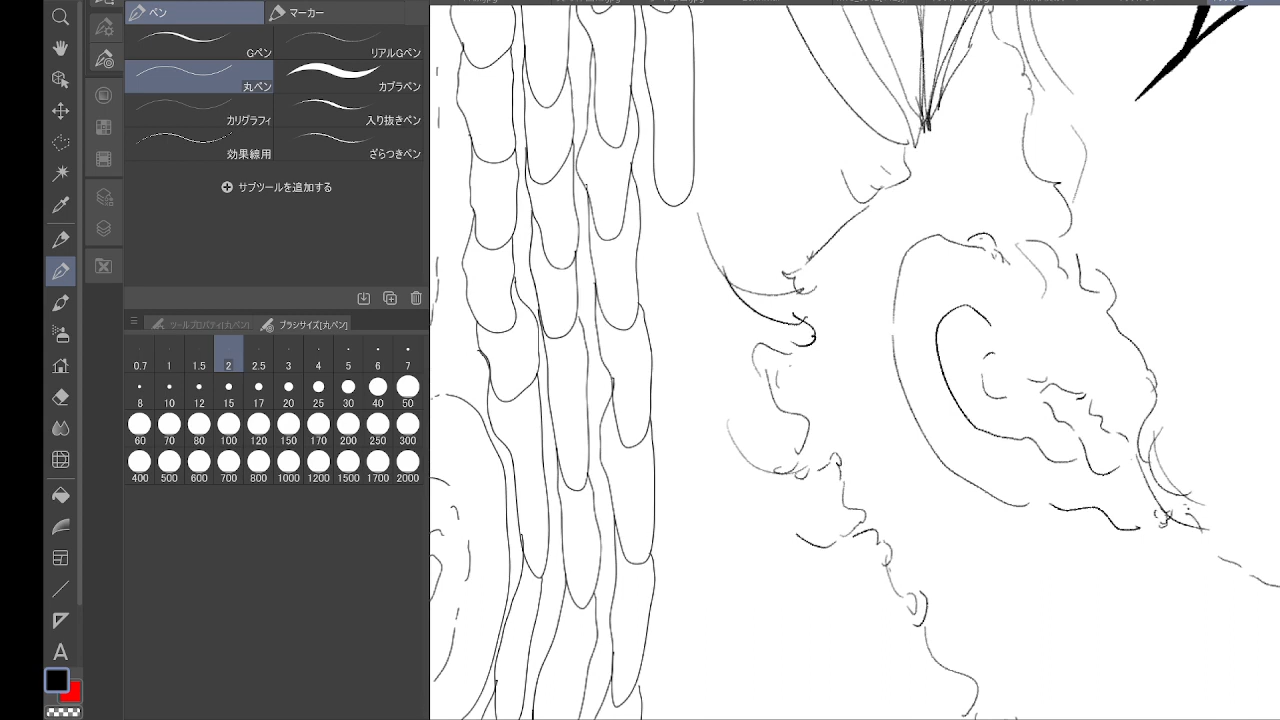 ペン マーカー
Gペン リアルGペン
丸ペン カブラペン
カリグラフィ 入り抜きペン
効果線用 ざらつきペン
サブツールを追加する
ツールプロパティ[丸ペン] ブラシサイズ[丸ペン]
0.7 1 1.5 2 2.5 3 4 5 6 7
8 10 12 15 17 20 25 30 40 50
60 70 80 100 120 150 170 200 250 300
400 500 600 700 800 1000 1200 1500 1700 2000